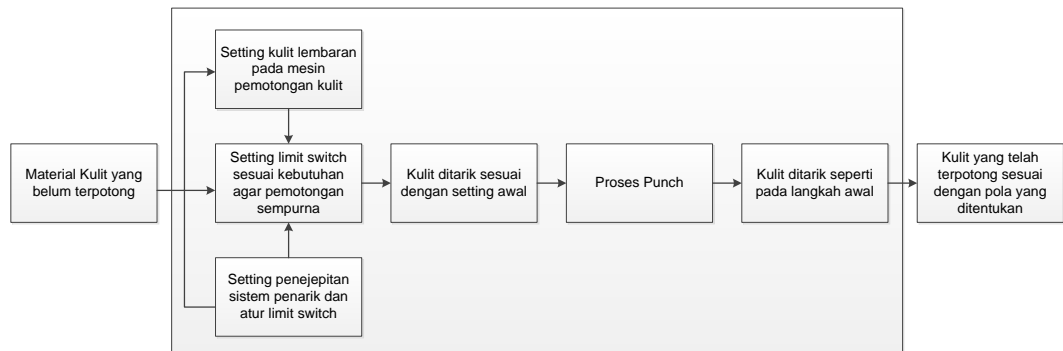 Setting kulit lembaran
pada mesin
pemotongan kulit
Material Kulit yang
belum terpotong
Setting limit switch
sesuai kebutuhan
agar pemotongan
sempurna
Kulit ditarik sesuai
dengan setting awal
Proses Punch
Kulit ditarik seperti
pada langkah awal
Kulit yang telah
terpotong sesuai
dengan pola yang
ditentukan
Setting penejepitan
sistem penarik dan
atur limit switch